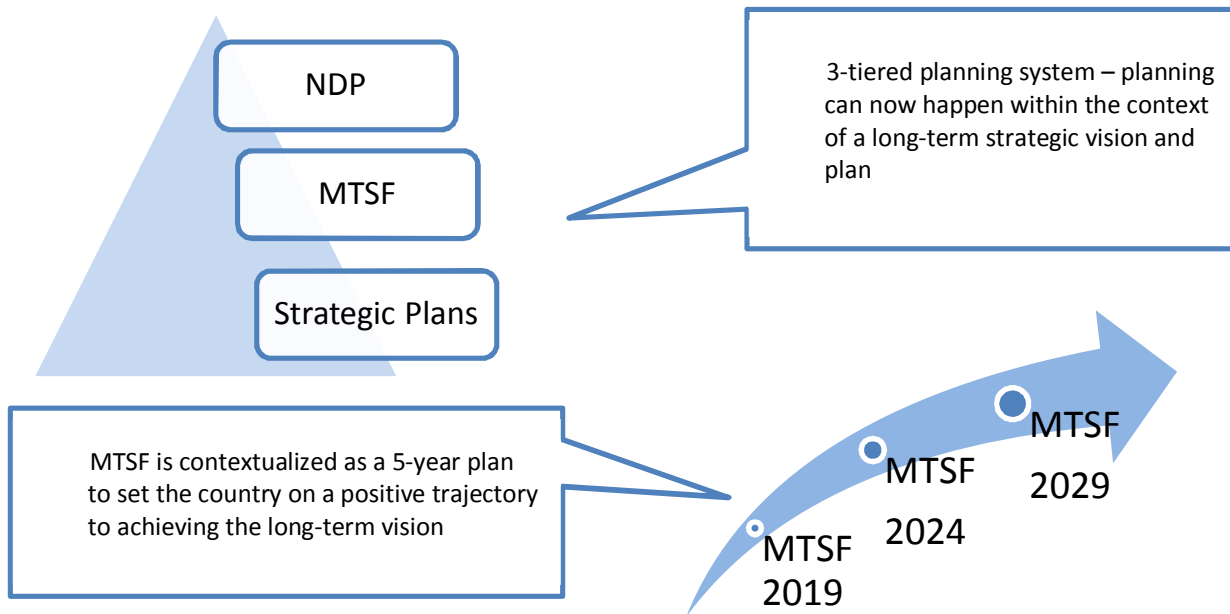 NDP
MTSF
Strategic Plans
3-tiered planning system – planning
can now happen within the context
of a long-term strategic vision and
plan
MTSF is contextualized as a 5-year plan
to set the country on a positive trajectory
to achieving the long-term vision
MTSF
2019
MTSF
2024
MTSF
2029